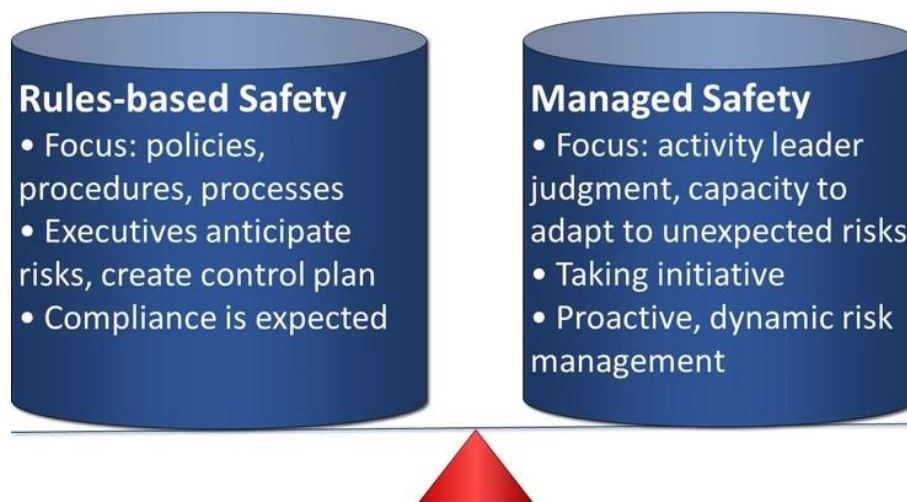 Rules-based Safety
• Focus: policies,
procedures, processes
• Executives anticipate
risks, create control plan
• Compliance is expected
Managed Safety
• Focus: activity leader
judgment, capacity to
adapt to unexpected risks
• Taking initiative
• Proactive, dynamic risk
management